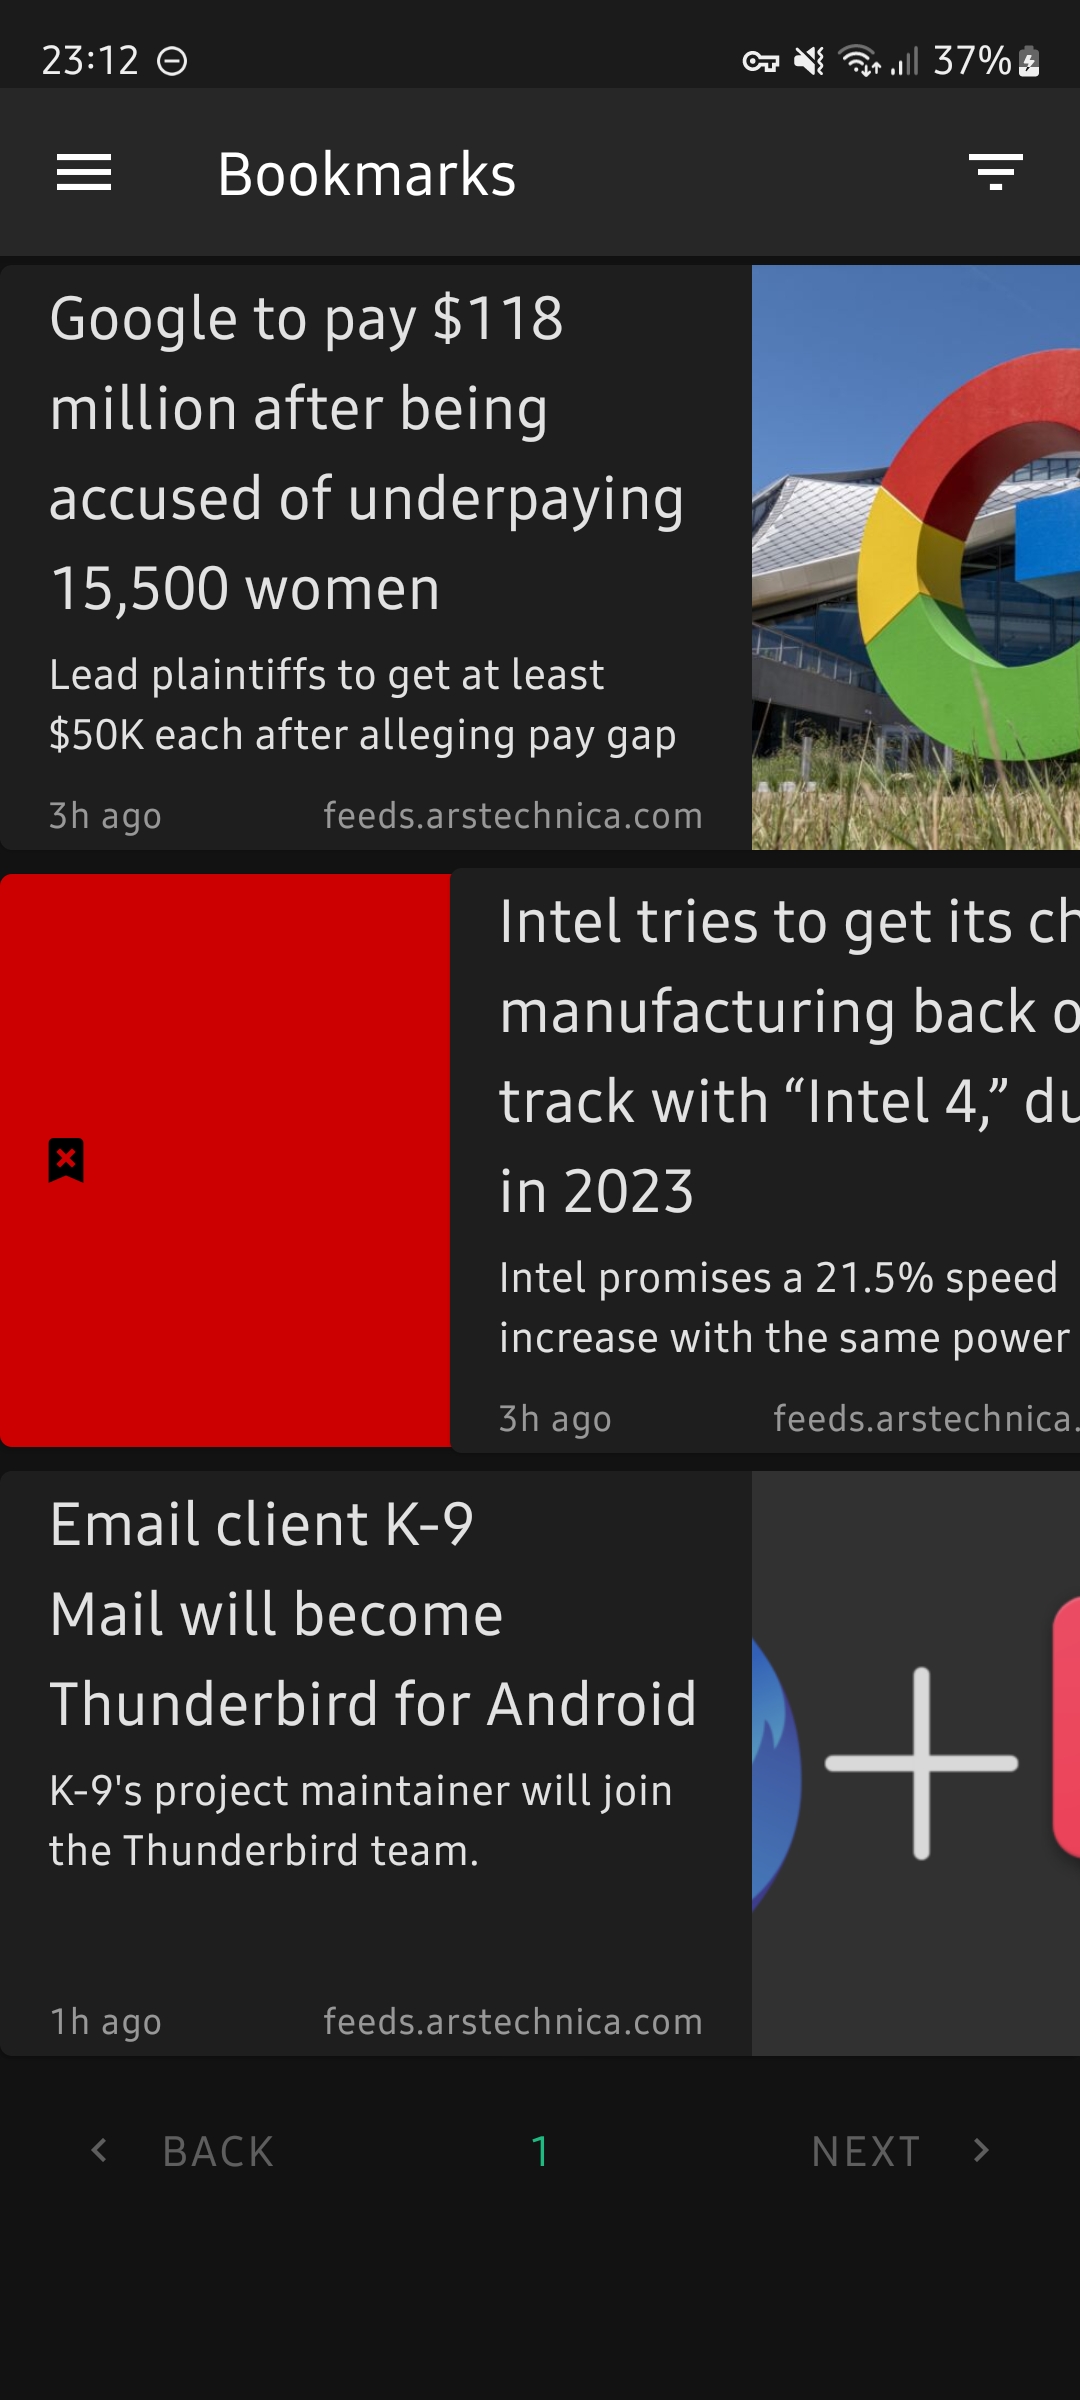 23:12
37%
Bookmarks
Google to pay $118
million after being
accused of underpaying
15,500 women
Lead plaintiffs to get at least
$50K each after alleging pay gap
3h ago feeds.arstechnica.com
Intel tries to get its ch
manufacturing back o
track with “Intel 4,” du
in 2023
Intel promises a 21.5% speed
increase with the same power
3h ago feeds.arstechnica.
Email client K-9
Mail will become
Thunderbird for Android
K-9's project maintainer will join
the Thunderbird team.
1h ago feeds.arstechnica.com
BACK 1 NEXT